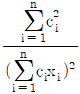 n
∑ c_i^2
i = 1
n
( ∑ c_i x_i )^2
i = 1